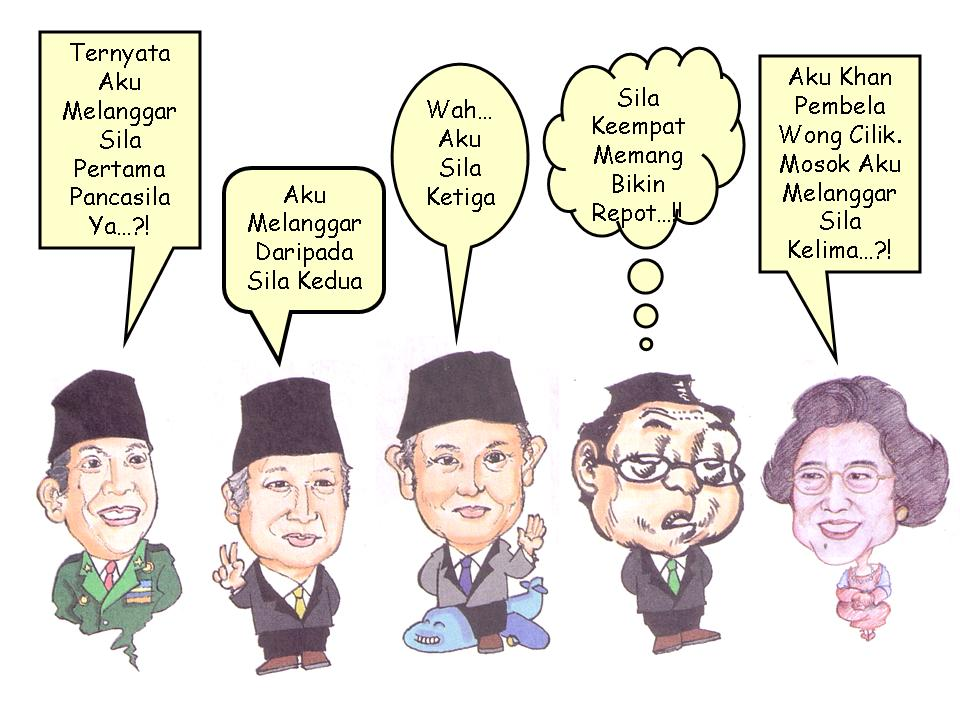 Ternyata
Aku
Melanggar
Sila
Pertama
Pancasila
Ya...?!
Aku
Melanggar
Daripada
Sila Kedua
Wah...
Aku
Sila
Ketiga
Sila
Keempat
Memang
Bikin
Repot...!!
Aku Khan
Pembela
Wong Cilik.
Mosok Aku
Melanggar
Sila
Kelima...?!